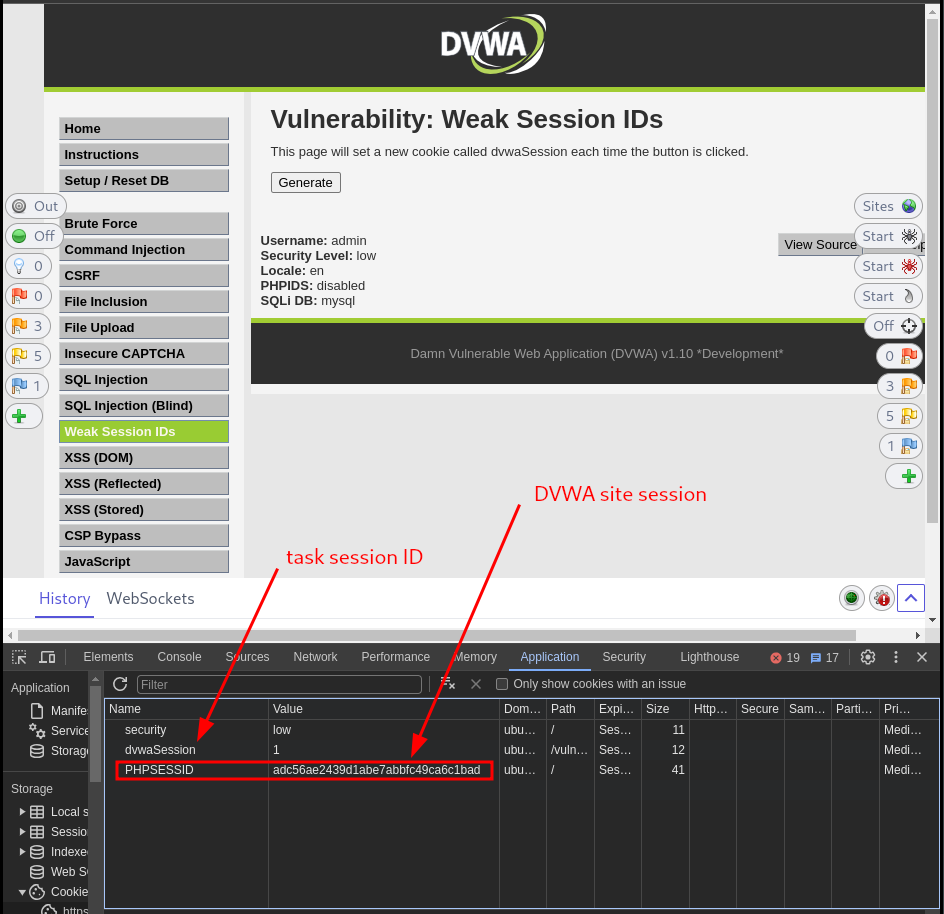 DVWA
Vulnerability: Weak Session IDs
This page will set a new cookie called dvwaSession each time the button is clicked.
Generate
Home
Instructions
Setup / Reset DB
Brute Force
Command Injection
CSRF
File Inclusion
File Upload
Insecure CAPTCHA
SQL Injection
SQL Injection (Blind)
Weak Session IDs
XSS (DOM)
XSS (Reflected)
XSS (Stored)
CSP Bypass
JavaScript
Out
Off
0
0
3
5
1
Username: admin
Security Level: low
Locale: en
PHPIDS: disabled
SQLi DB: mysql
View Source
Damn Vulnerable Web Application (DVWA) v1.10 *Development*
Sites
Start
Start
Start
Off
0
3
5
1
DVWA site session
task session ID
History WebSockets
Elements Console Sources Network Performance Memory Application Security Lighthouse 19 17
Application
Manife
Service
Storage
Storage
Local s
Sessio
Indexe
Web S
Cookie
https
Filter Only show cookies with an issue
Name Value Dom... Path Expi... Size Http... Secure Sam... Parti... Pri...
security low ubu... / Ses... 11 Medi...
dvwaSession 1 ubu... /vuln... Ses... 12 Medi...
PHPSESSID adc56ae2439d1abe7abbfc49ca6c1bad ubu... / Ses... 41 Medi...